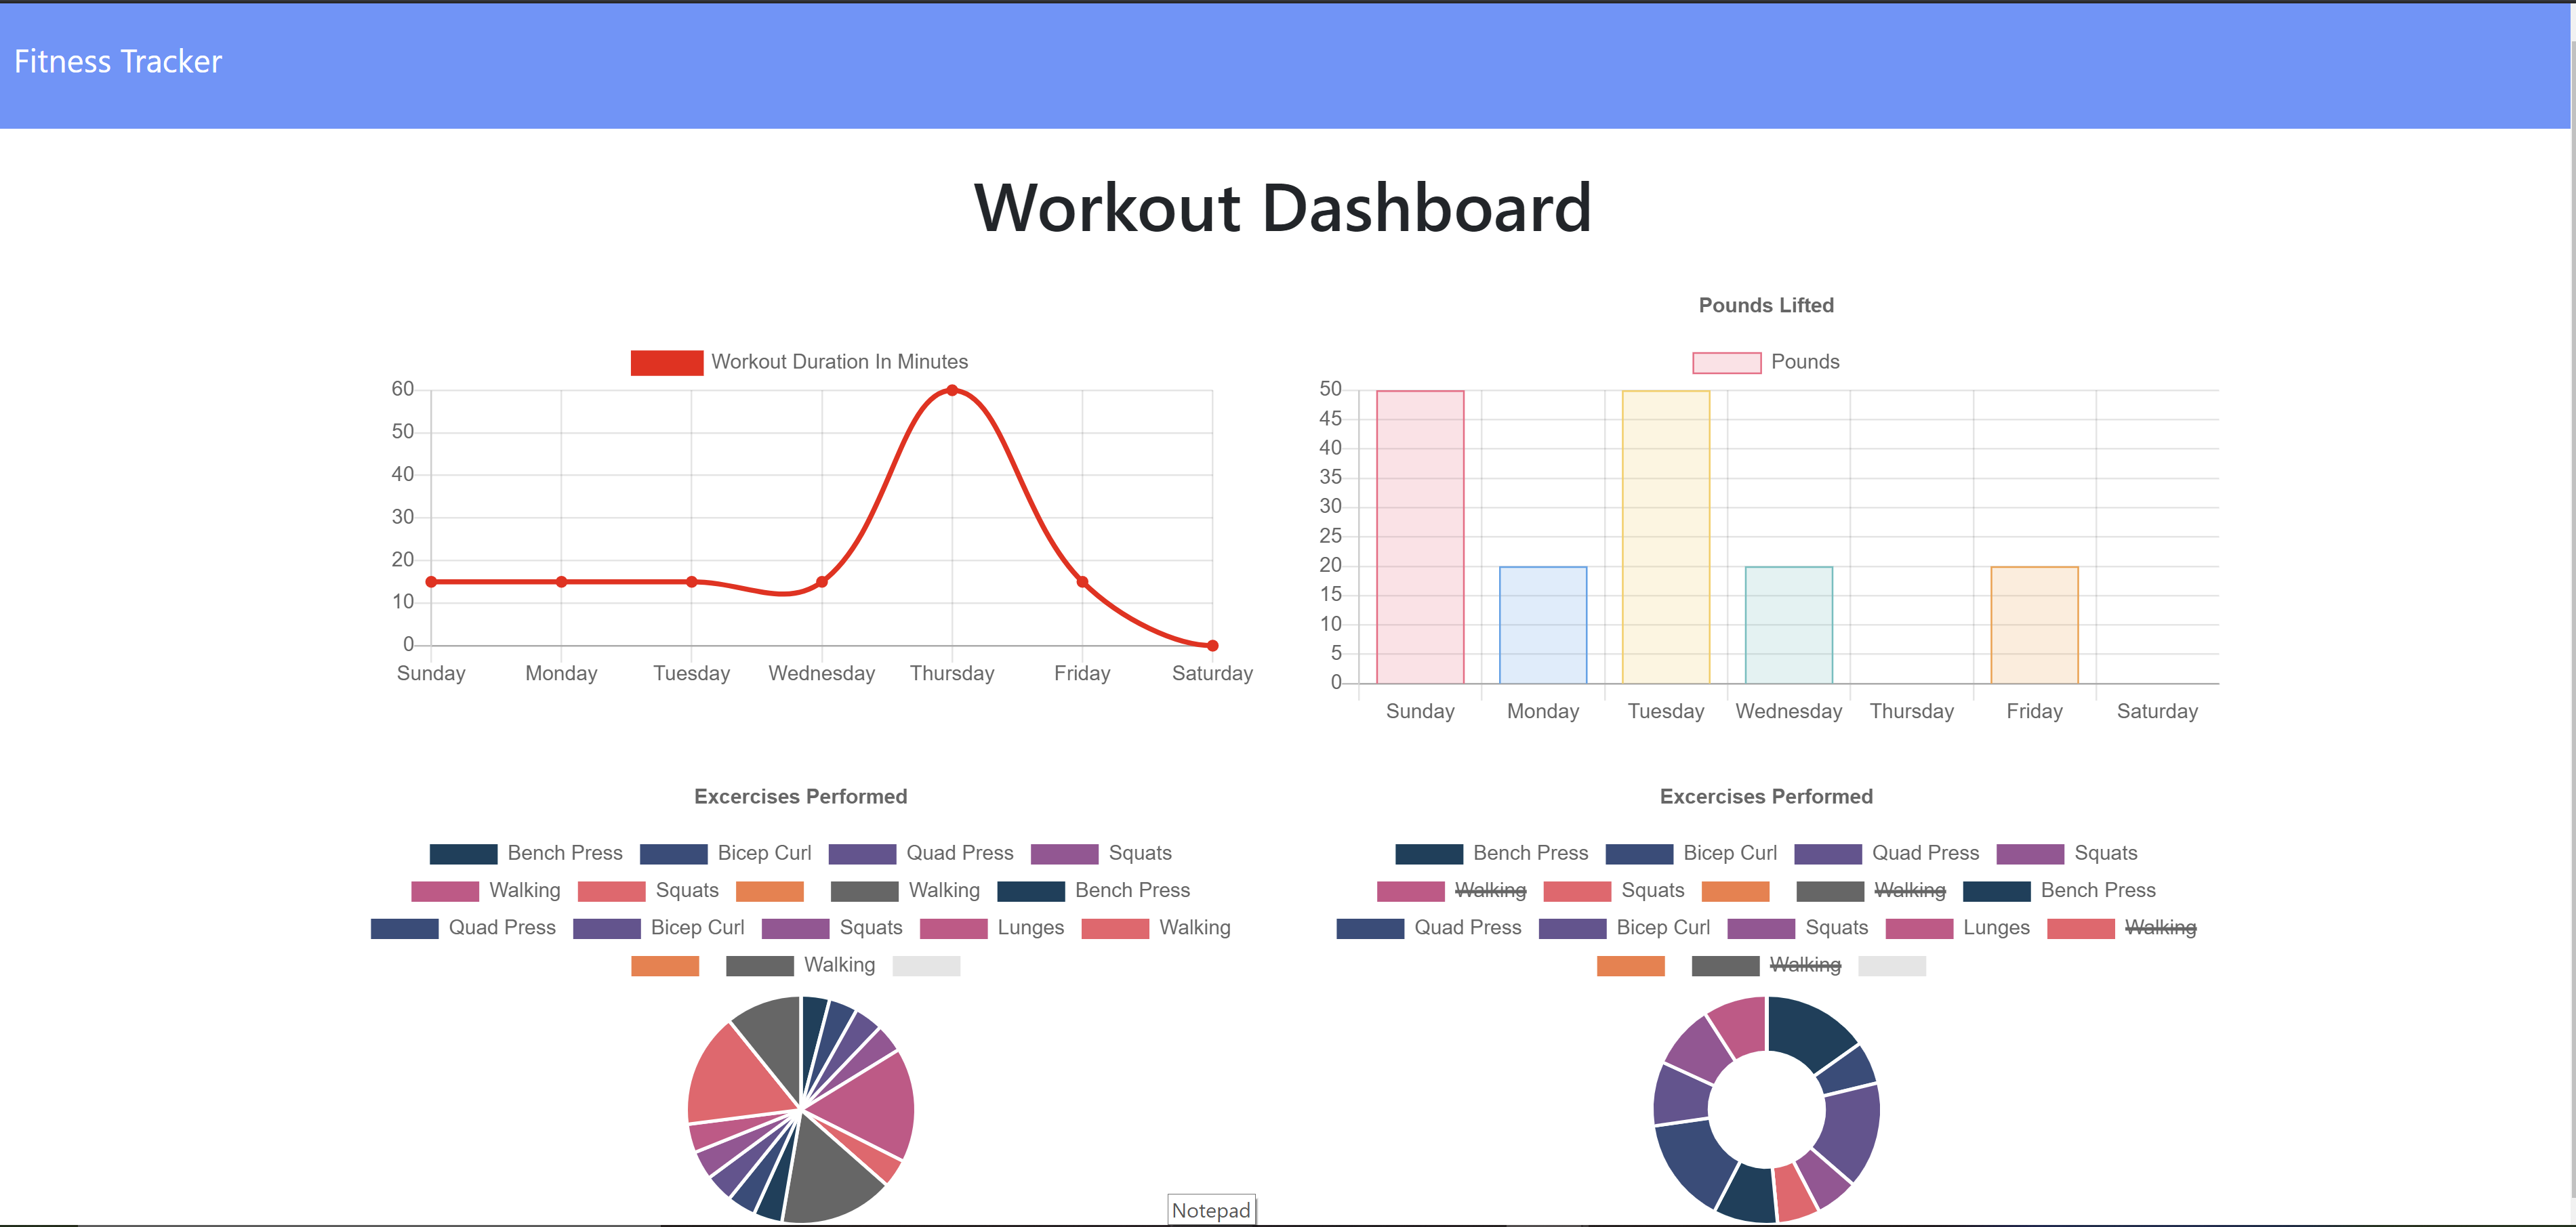 Fitness Tracker
Workout Dashboard
Workout Duration In Minutes
60
50
40
30
20
10
0
Sunday Monday Tuesday Wednesday Thursday Friday Saturday
Pounds Lifted
Pounds
50
45
40
35
30
25
20
15
10
5
0
Sunday Monday Tuesday Wednesday Thursday Friday Saturday
Excercises Performed
Bench Press Bicep Curl Quad Press Squats
Walking Squats Walking Bench Press
Quad Press Bicep Curl Squats Lunges Walking
Walking
Excercises Performed
Bench Press Bicep Curl Quad Press Squats
Walking Squats Walking Bench Press
Quad Press Bicep Curl Squats Lunges Walking
Walking
Notepad